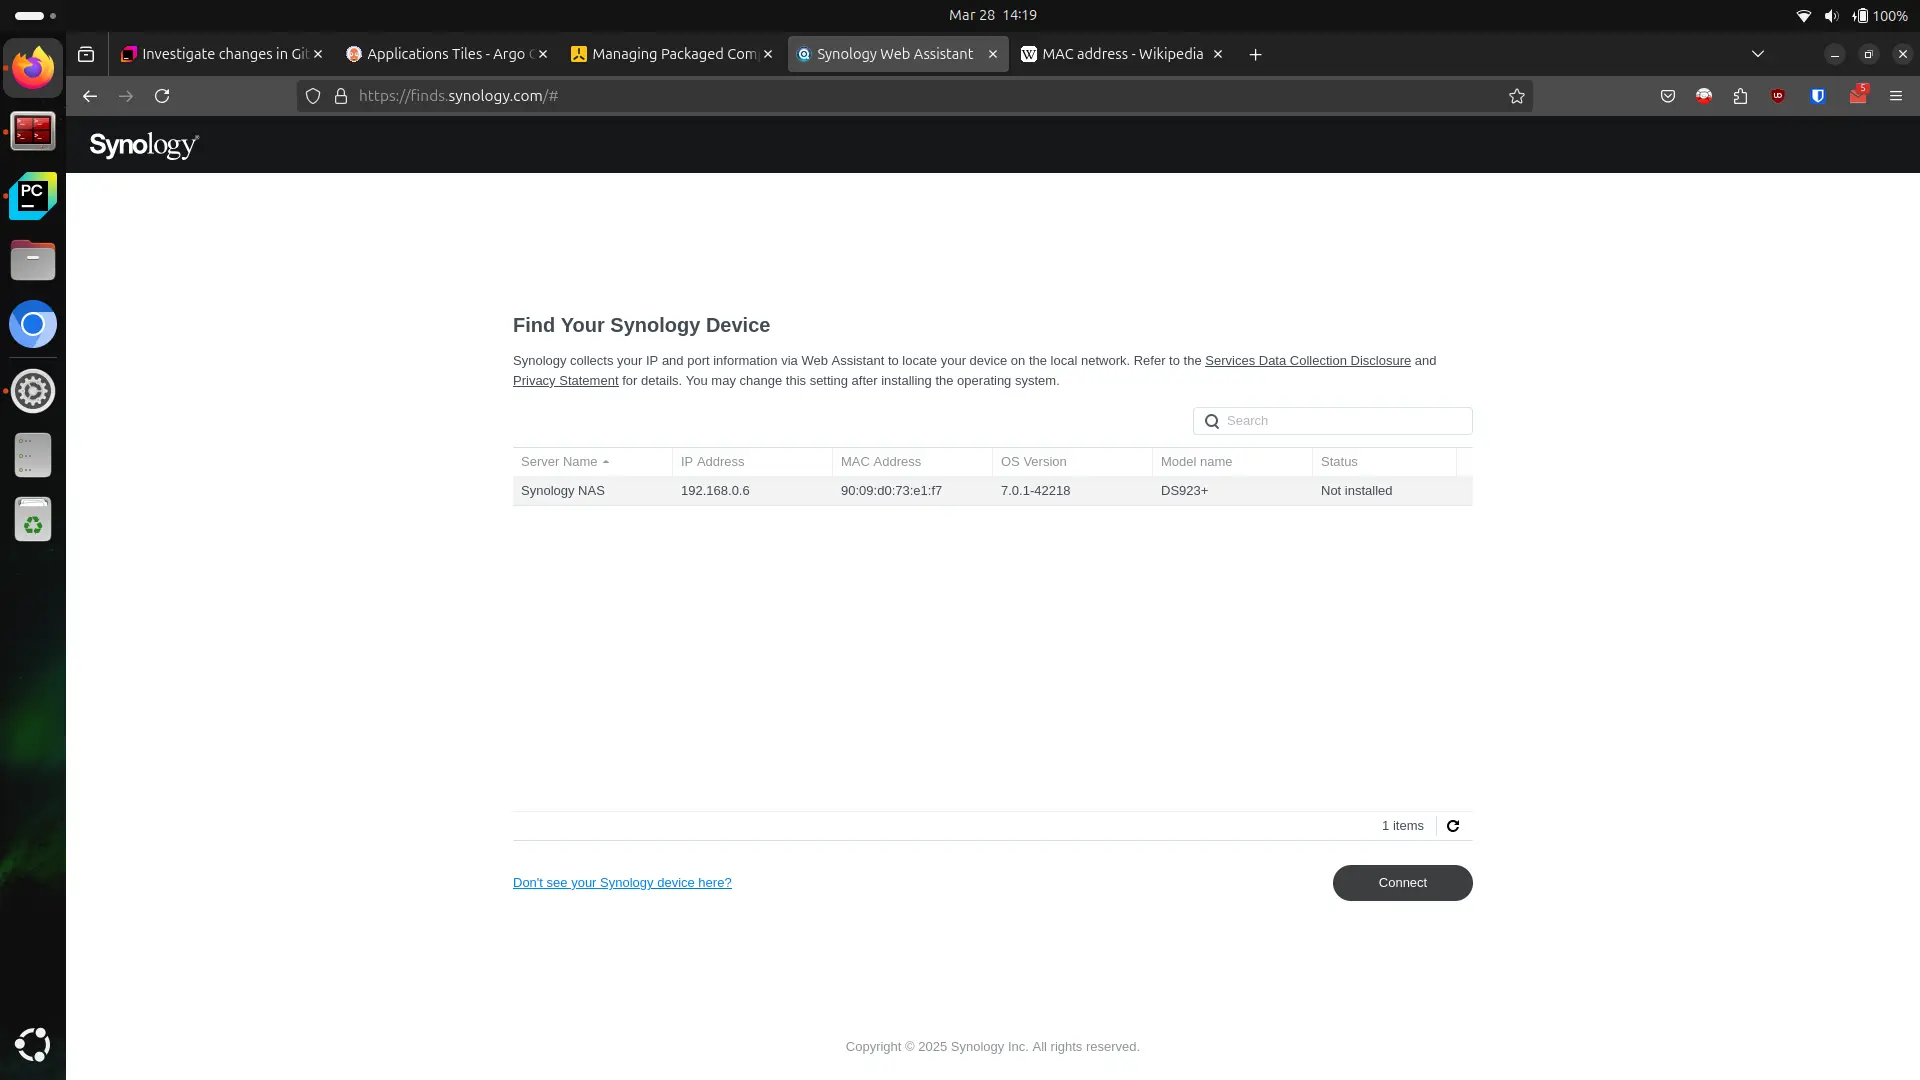 Mar 28 14:19
100%
Investigate changes in Git
Applications Tiles - Argo C
Managing Packaged Com
Synology Web Assistant
MAC address - Wikipedia
PC
https://finds.synology.com/#
5
Synology
Find Your Synology Device
Synology collects your IP and port information via Web Assistant to locate your device on the local network. Refer to the Services Data Collection Disclosure and
Privacy Statement for details. You may change this setting after installing the operating system.
Search
Server Name IP Address MAC Address OS Version Model name Status
Synology NAS 192.168.0.6 90:09:d0:73:e1:f7 7.0.1-42218 DS923+ Not installed
1 items
Don't see your Synology device here?
Connect
Copyright © 2025 Synology Inc. All rights reserved.